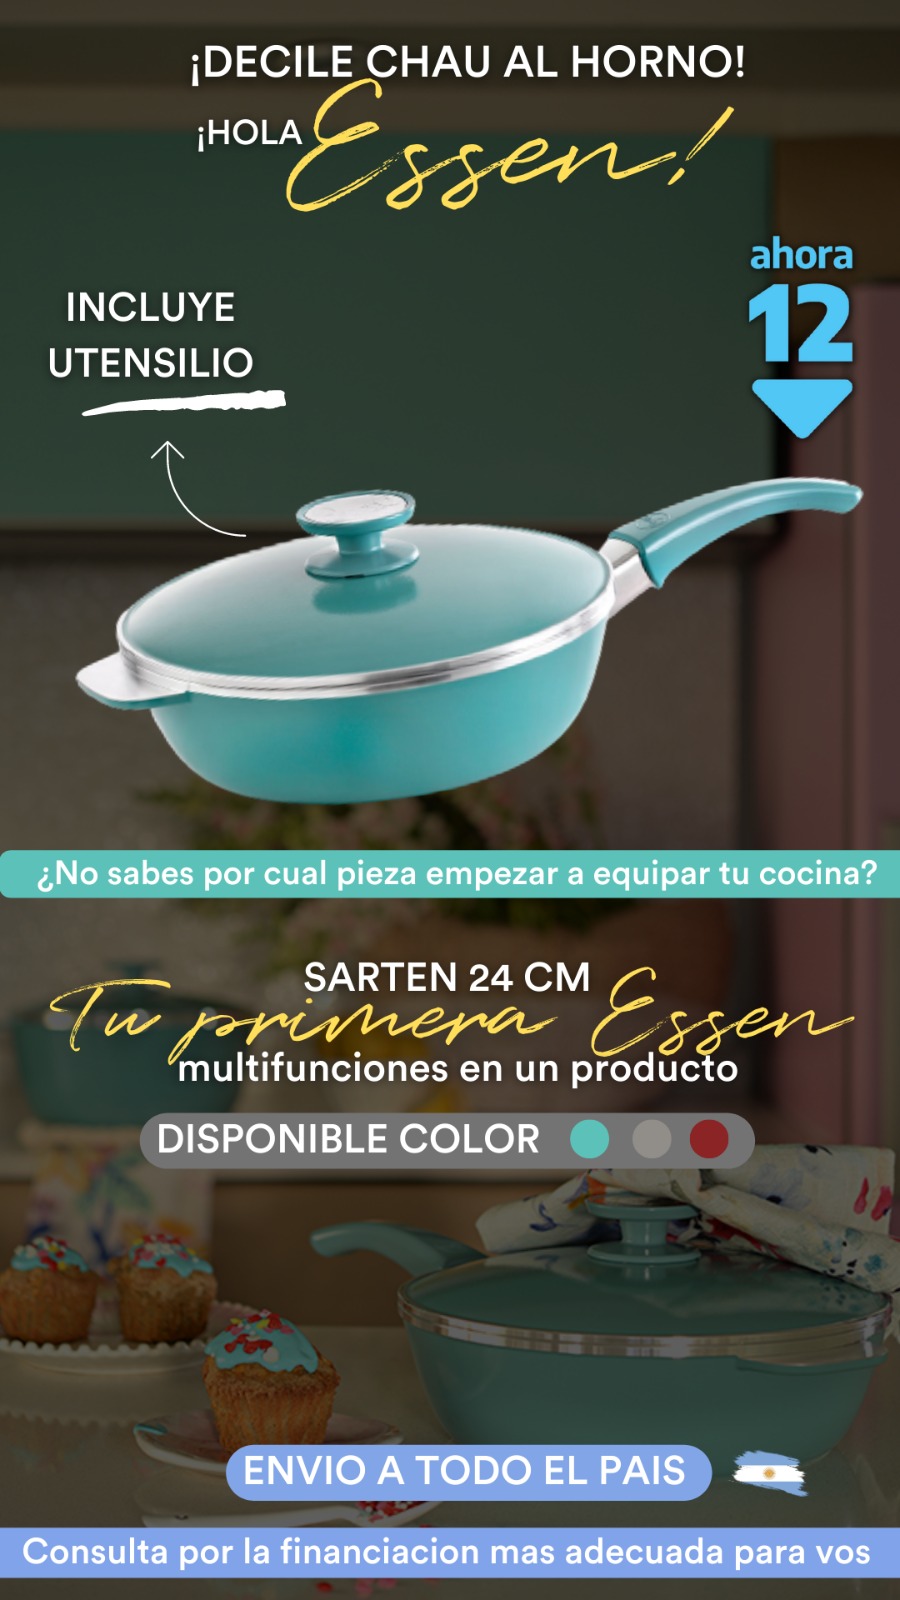 ¡DECILE CHAU AL HORNO!
¡HOLA Essen!
ahora
12
INCLUYE
UTENSILIO
¿No sabes por cual pieza empezar a equipar tu cocina?
SARTEN 24 CM
Tu primera Essen
multifunciones en un producto
DISPONIBLE COLOR
ENVIO A TODO EL PAIS
Consulta por la financiacion mas adecuada para vos